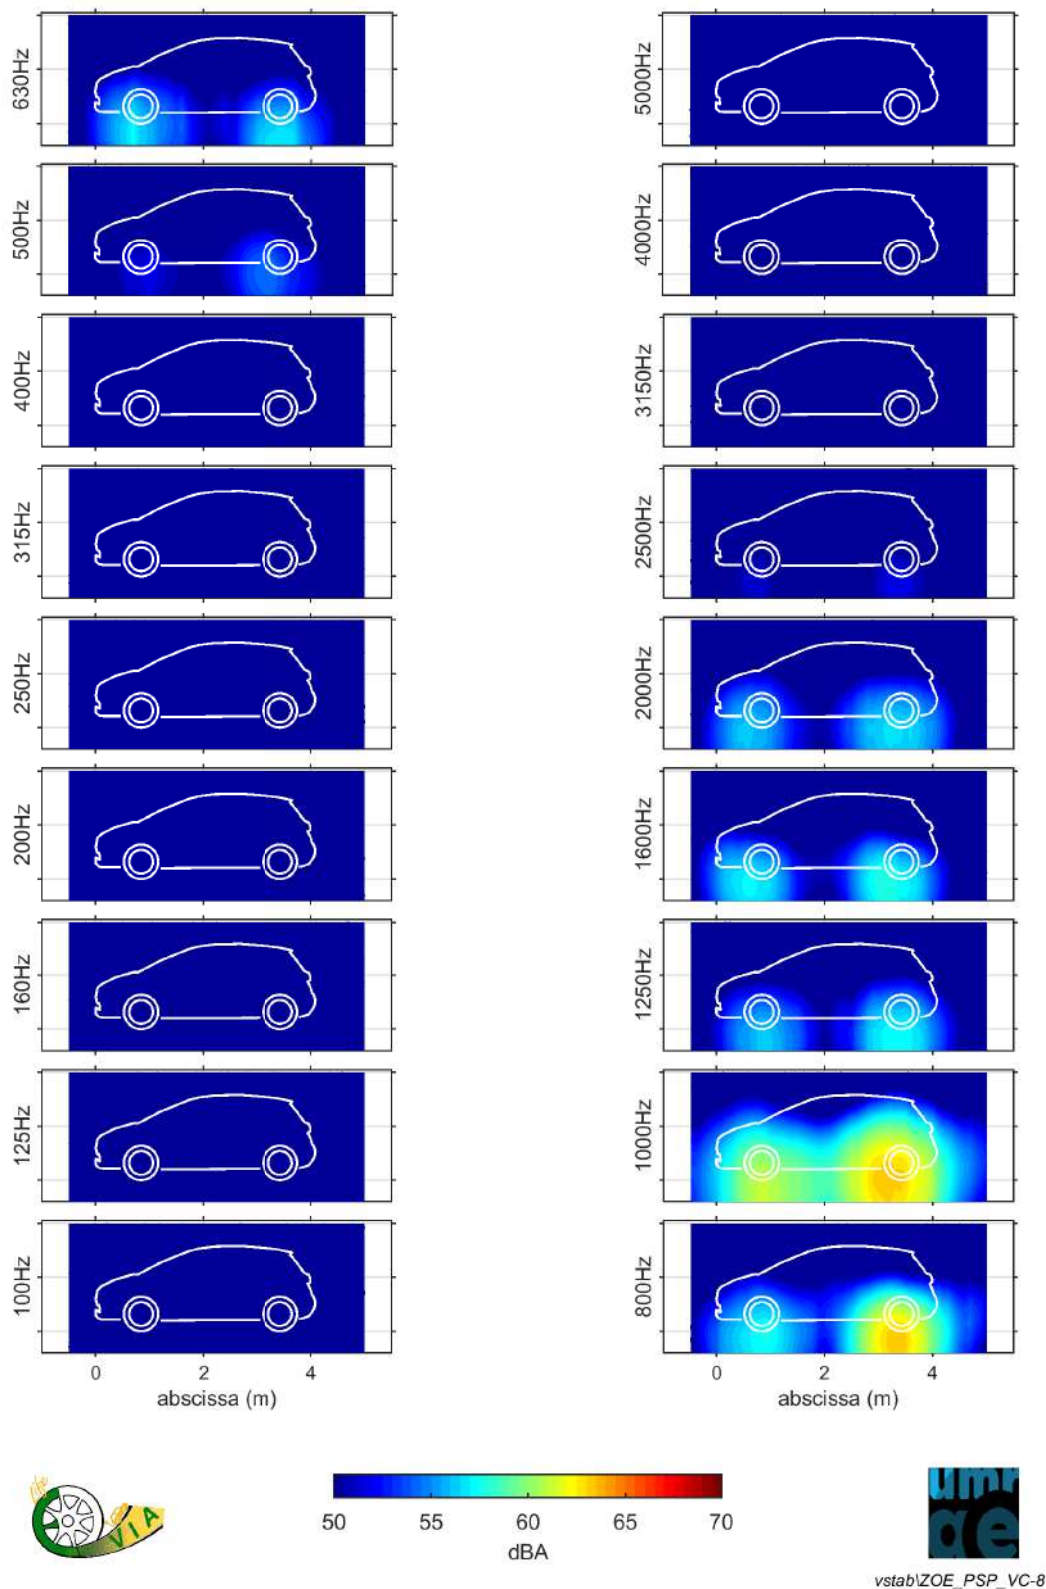 630Hz
500Hz
400Hz
315Hz
250Hz
200Hz
160Hz
125Hz
100Hz
0 2 4
abscissa (m)
5000Hz
4000Hz
3150Hz
2500Hz
2000Hz
1600Hz
1250Hz
1000Hz
800Hz
0 2 4
abscissa (m)
life
VIA
50 55 60 65 70
dBA
umr
ae
vstab\ZOE_PSP_VC-8